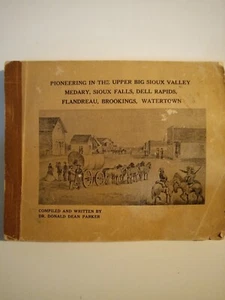 PIONEERING IN THE UPPER BIG SIOUX VALLEY
MEDARY, SIOUX FALLS, DELL RAPIDS,
FLANDREAU, BROOKINGS, WATERTOWN
COMPILED AND WRITTEN BY
DR. DONALD DEAN PARKER